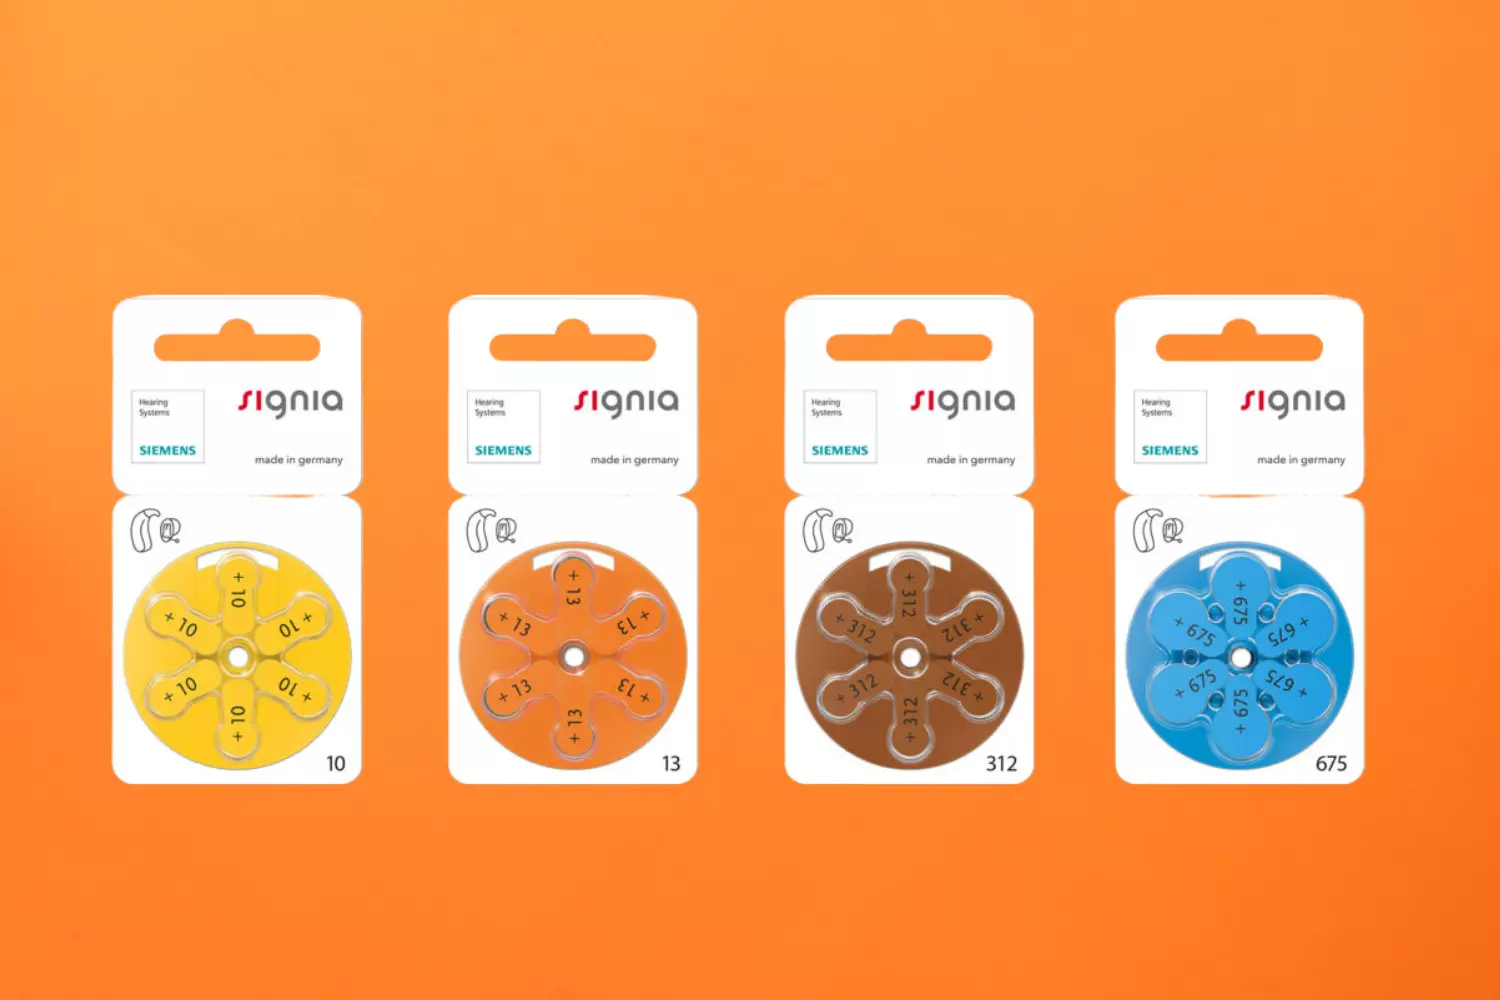 Hearing
Systems
SIEMENS
signia
made in germany
+ 10
+ 10
+ 10
+ 10
+ 10
+ 10
10
Hearing
Systems
SIEMENS
signia
made in germany
+ 13
+ 13
+ 13
+ 13
+ 13
+ 13
13
Hearing
Systems
SIEMENS
signia
made in germany
+ 312
+ 312
+ 312
+ 312
+ 312
+ 312
312
Hearing
Systems
SIEMENS
signia
made in germany
+ 675
+ 675
+ 675
+ 675
+ 675
+ 675
675